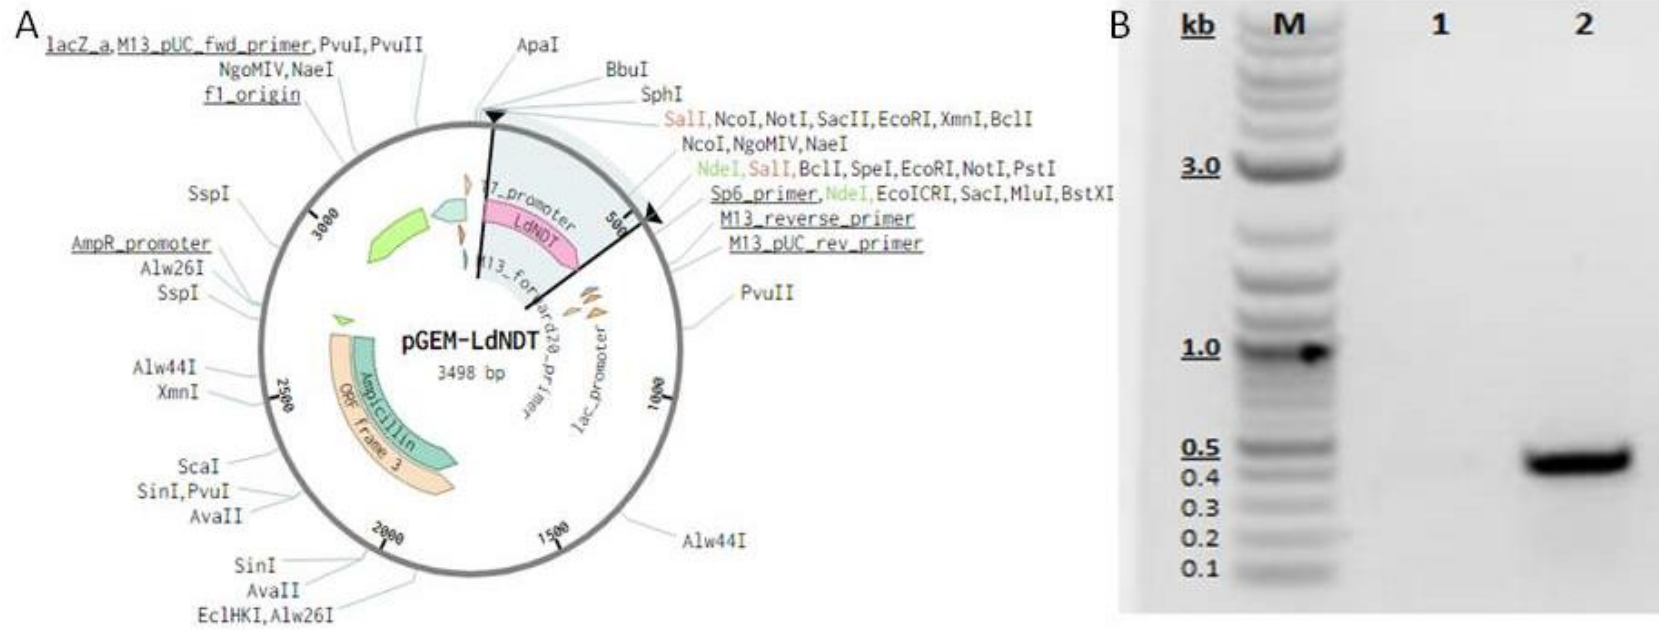 A
lacZ_a,M13_pUC_fwd_primer,PvuI,PvuII
NgoMIV,NaeI
f1_origin
SspI
AmpR_promoter
Alw26I
SspI
Alw44I
XmnI
ScaI
SinI,PvuI
AvaII
SinI
AvaII
EclHKI,Alw26I
ApaI
BbuI
SphI
SalI,NcoI,NotI,SacII,EcoRI,XmnI,BclI
NcoI,NgoMIV,NaeI
NdeI,SalI,BclI,SpeI,EcoRI,NotI,PstI
Sp6_primer,NdeI,EcoICRI,SacI,MluI,BstXI
M13_reverse_primer
M13_pUC_rev_primer
PvuII
Alw44I
500
1000
1500
2000
2500
3000
T7_promoter
LdNDT
M13_forward20_primer
lac_promoter
Ampicillin
ORF frame 3
pGEM-LdNDT
3498 bp
B
kb M 1 2
3.0
1.0
0.5
0.4
0.3
0.2
0.1